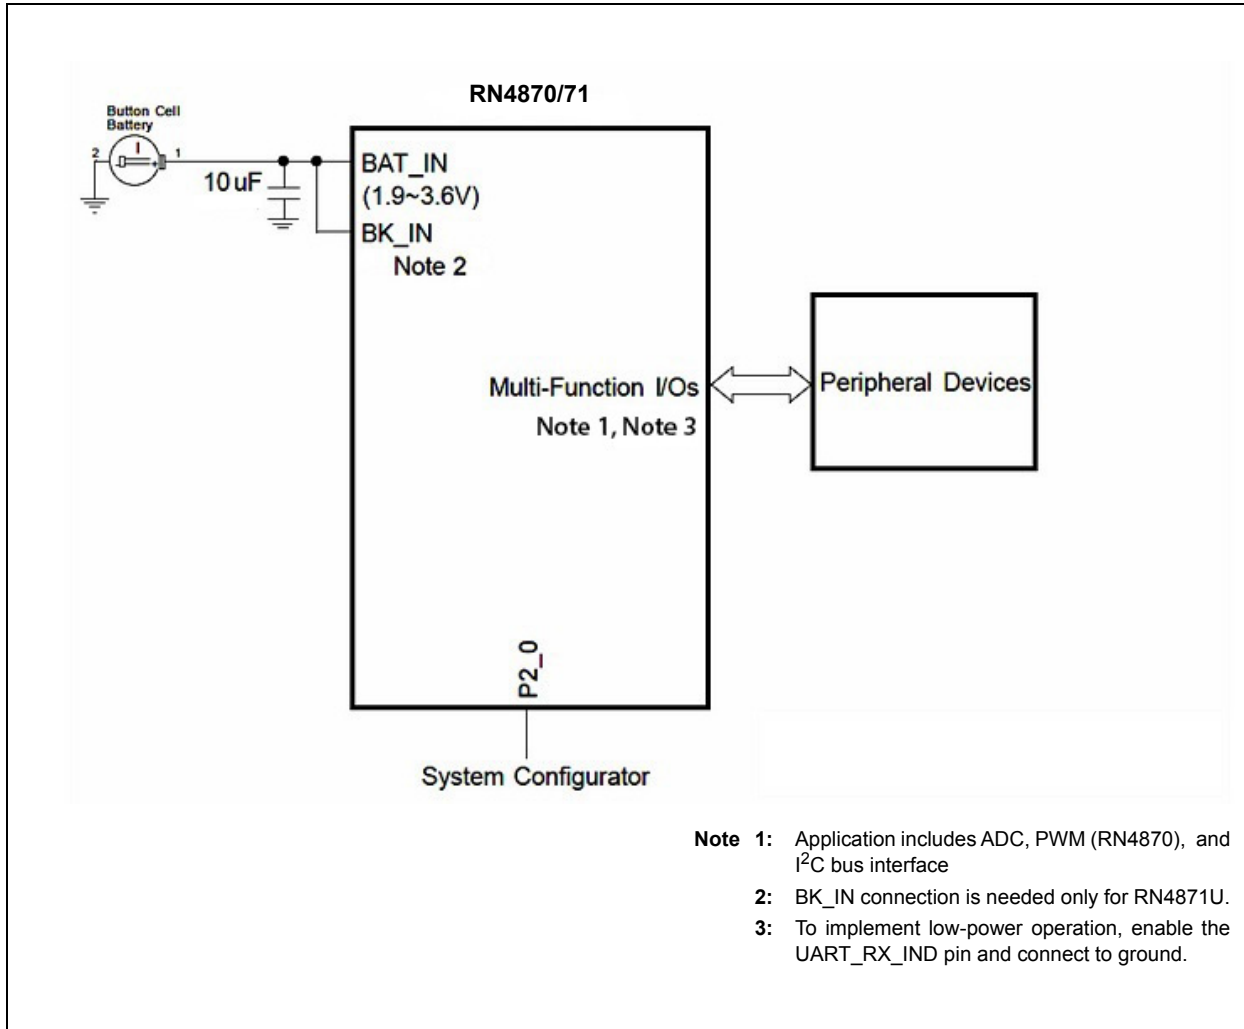 RN4870/71
Button Cell
Battery
2
1
10 uF
BAT_IN
(1.9~3.6V)
BK_IN
Note 2
Multi-Function I/Os
Note 1, Note 3
Peripheral Devices
P2_0
System Configurator
Note 1: Application includes ADC, PWM (RN4870), and
I²C bus interface
2: BK_IN connection is needed only for RN4871U.
3: To implement low-power operation, enable the
UART_RX_IND pin and connect to ground.